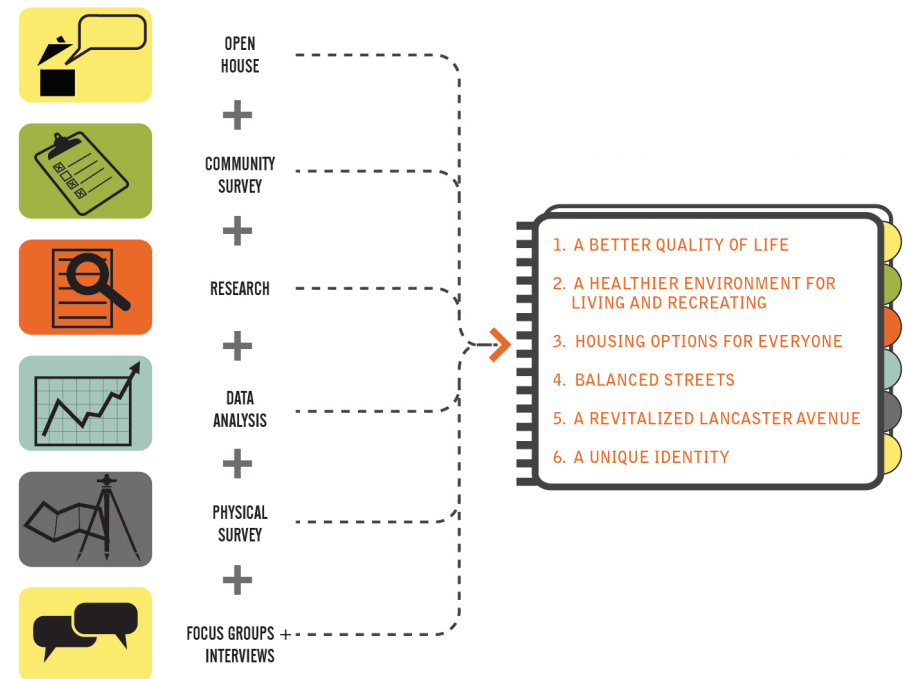 OPEN
HOUSE
+
COMMUNITY
SURVEY
+
RESEARCH
+
DATA
ANALYSIS
+
PHYSICAL
SURVEY
+
FOCUS GROUPS +
INTERVIEWS
1. A BETTER QUALITY OF LIFE
2. A HEALTHIER ENVIRONMENT FOR
LIVING AND RECREATING
3. HOUSING OPTIONS FOR EVERYONE
4. BALANCED STREETS
5. A REVITALIZED LANCASTER AVENUE
6. A UNIQUE IDENTITY